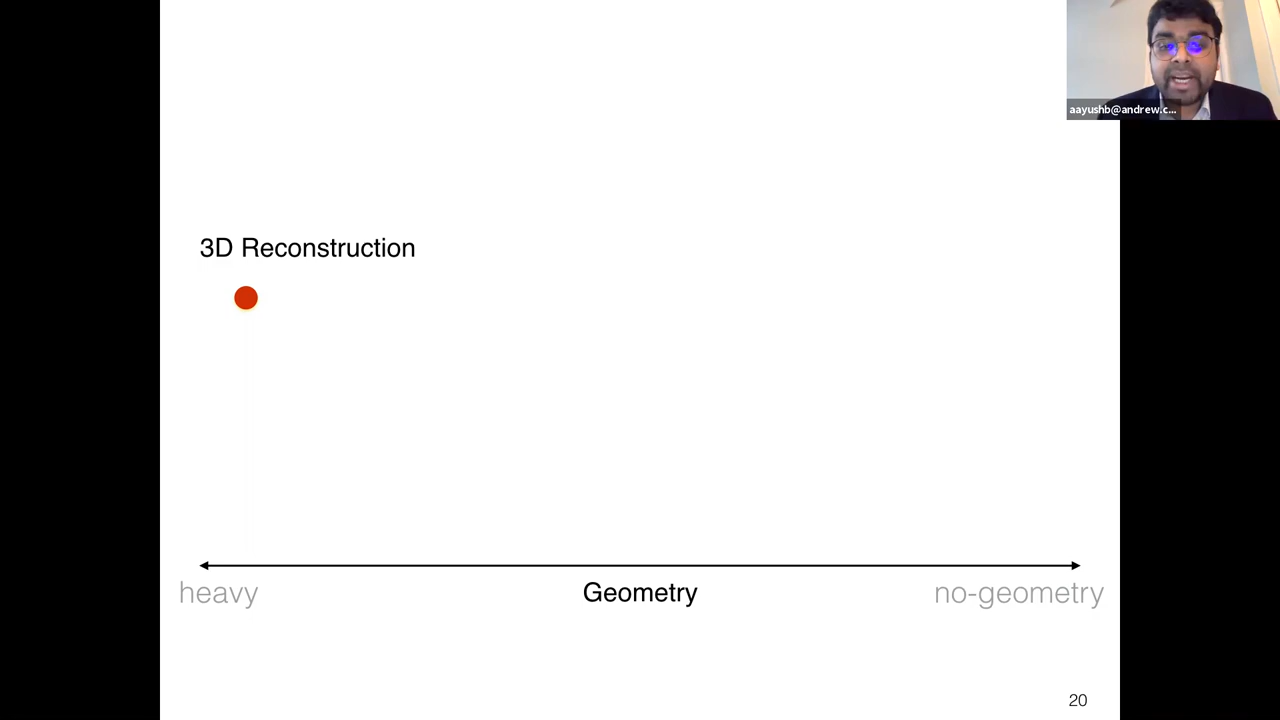 aayushb@andrew.c...
3D Reconstruction
heavy
Geometry
no-geometry
20